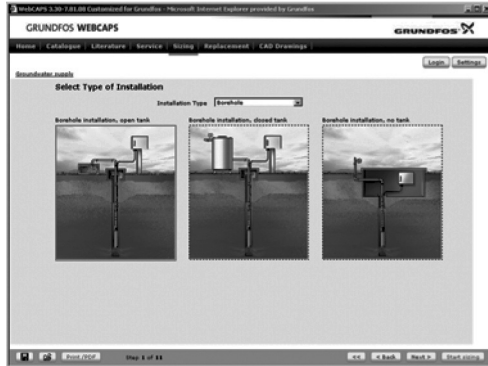 WebCAPS 3.30-7.01.08 Customized for Grundfos - Microsoft Internet Explorer provided by Grundfos
GRUNDFOS WEBCAPS
GRUNDFOS
Home | Catalogue | Literature | Service | Sizing | Replacement | CAD Drawings |
Login Settings
Groundwater supply
Select Type of Installation
Installation Type Borehole
Borehole installation, open tank
Borehole installation, closed tank
Borehole installation, no tank
Print/PDF
<< < Back Next > Start sizing